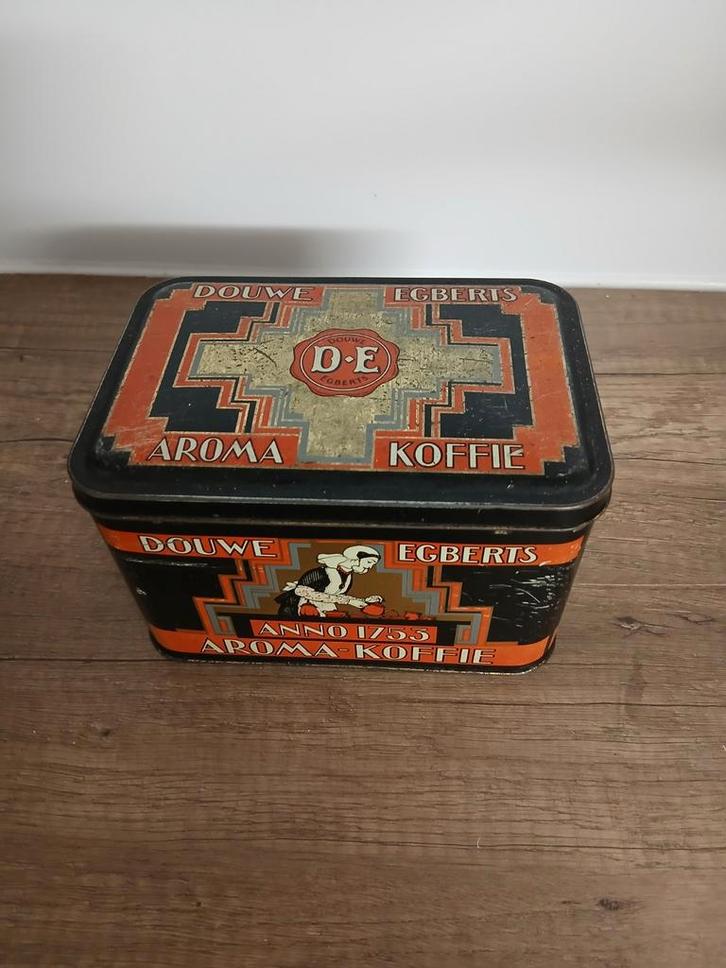 DOUWE EGBERTS
DOUWE
D·E
EGBERTS
AROMA KOFFIE
DOUWE EGBERTS
ANNO 1753
AROMA-KOFFIE